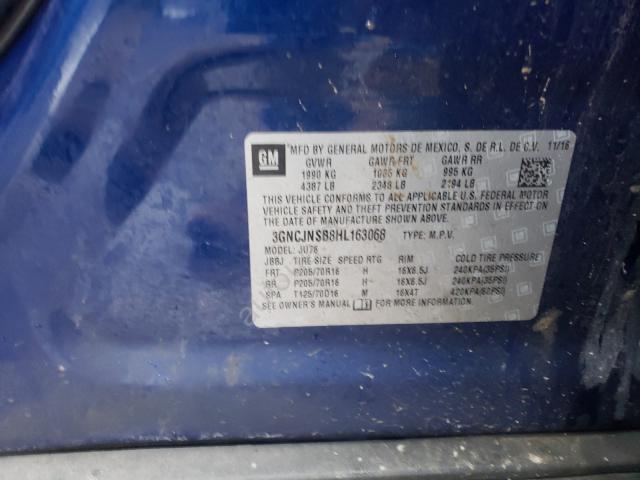 GM
MFD BY GENERAL MOTORS DE MEXICO, S. DE R.L. DE C.V. 11/16
GVWR GAWR FRT GAWR RR
1990 KG 1065 KG 995 KG
4387 LB 2348 LB 2194 LB
THIS VEHICLE CONFORMS TO ALL APPLICABLE U.S. FEDERAL MOTOR
VEHICLE SAFETY AND THEFT PREVENTION STANDARDS IN EFFECT ON THE
DATE OF MANUFACTURE SHOWN ABOVE.
3GNCJNSB8HL163068 TYPE: M.P.V.
MODEL: JU76
JBBJ TIRE SIZE SPEED RTG RIM COLD TIRE PRESSURE
FRT P205/70R16 H 16X6.5J 240KPA(35PSI)
RR P205/70R16 H 16X6.5J 240KPA(35PSI)
SPA T125/70D16 M 16X4T 420KPA(60PSI)
SEE OWNER'S MANUAL FOR MORE INFORMATION.